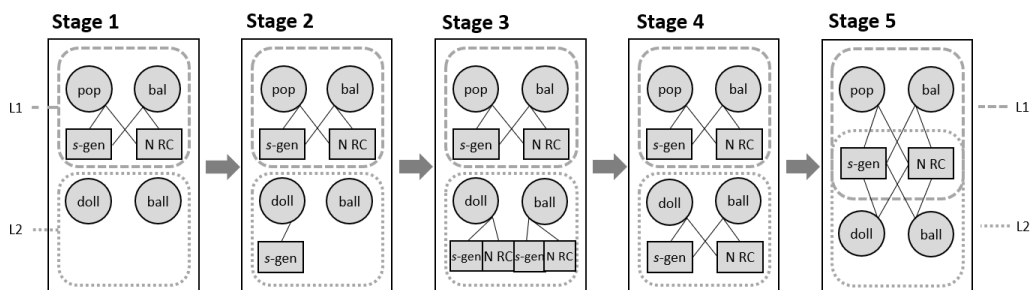 Stage 1 Stage 2 Stage 3 Stage 4 Stage 5
pop bal pop bal pop bal pop bal pop bal
L1 L1
s-gen N RC s-gen N RC s-gen N RC s-gen N RC
s-gen N RC
doll ball doll ball doll ball doll ball
L2 doll ball L2
s-gen s-gen N RC s-gen N RC s-gen N RC